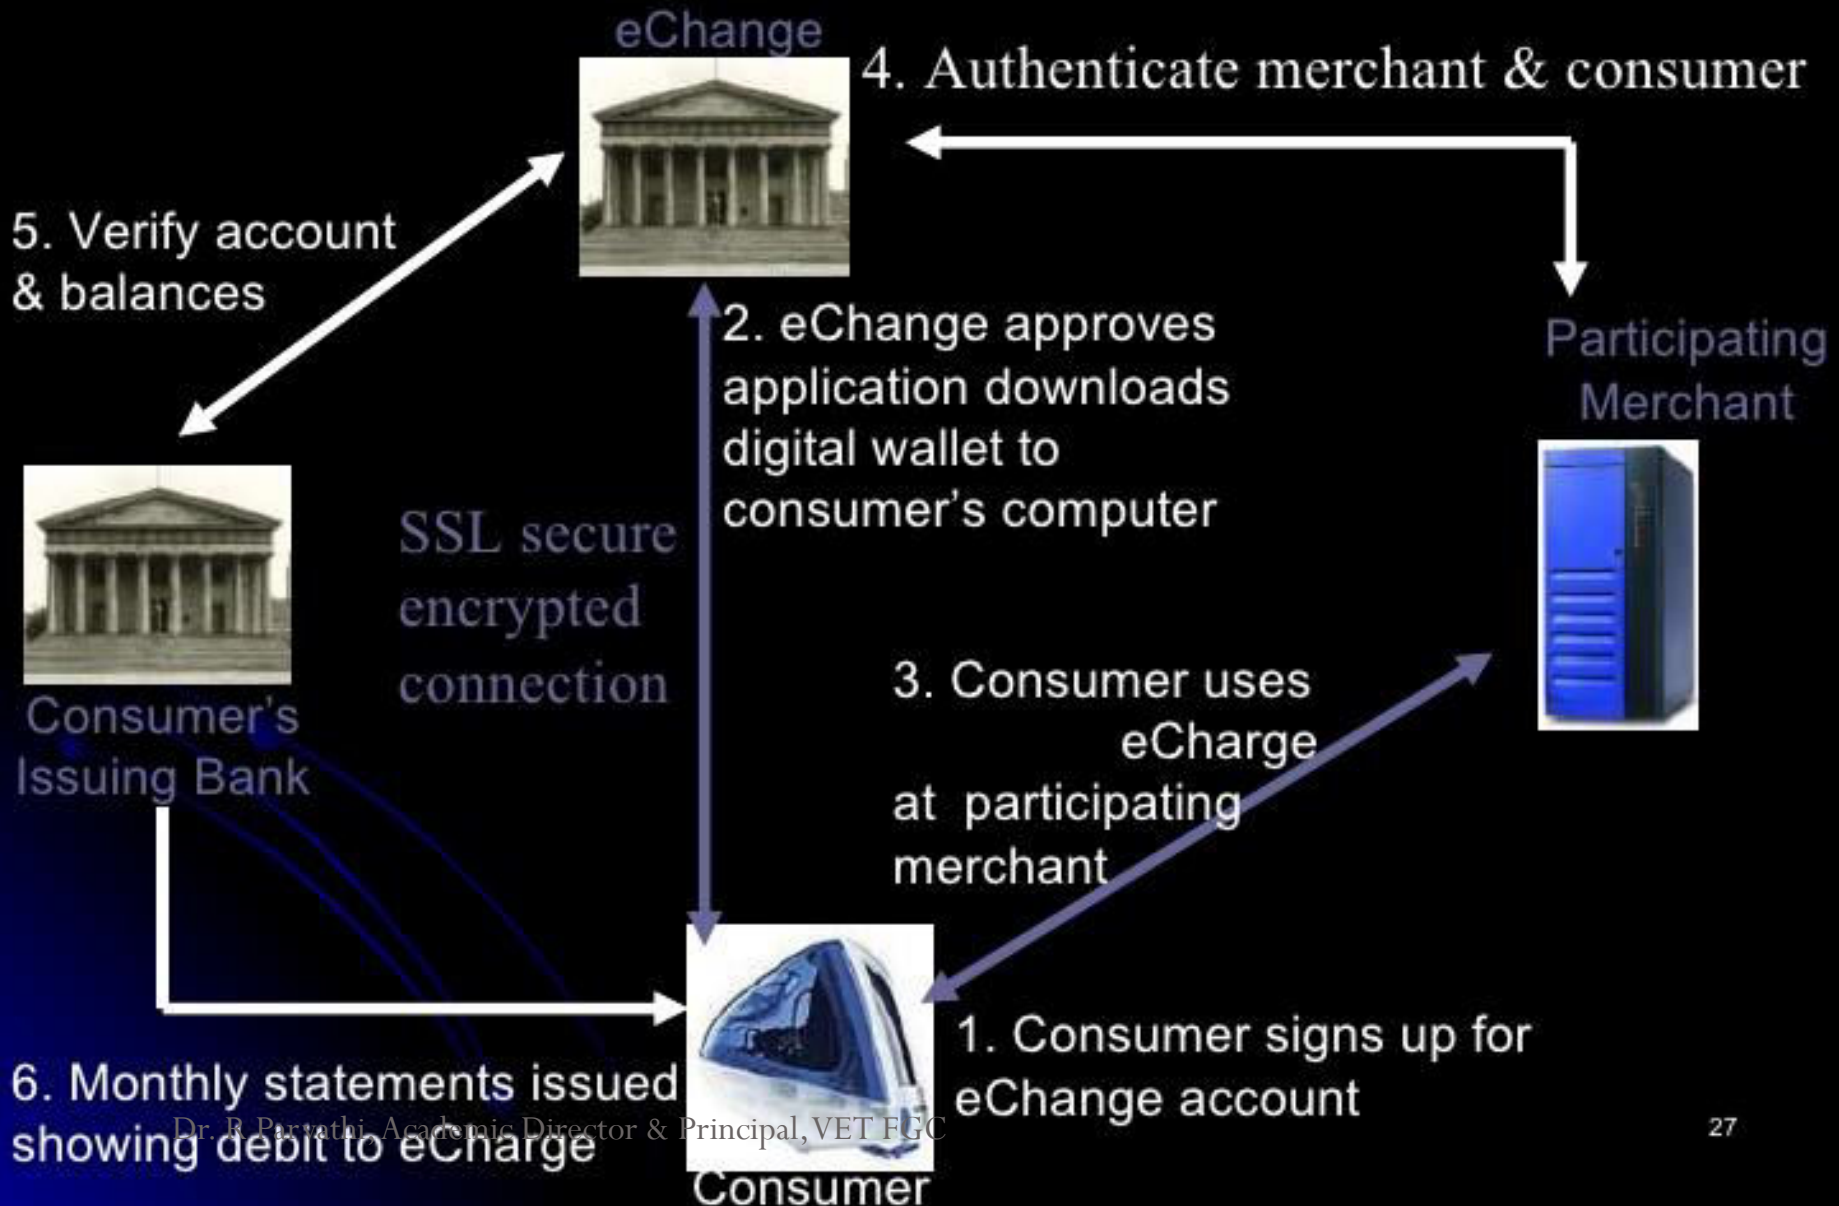 eChange
4. Authenticate merchant & consumer
5. Verify account
& balances
2. eChange approves
application downloads
digital wallet to
consumer’s computer
Participating
Merchant
SSL secure
encrypted
connection
Consumer’s
Issuing Bank
3. Consumer uses
eCharge
at participating
merchant
1. Consumer signs up for
eChange account
6. Monthly statements issued
showing debit to eCharge
Dr. R Parvathi, Academic Director & Principal, VET FGC
27
Consumer